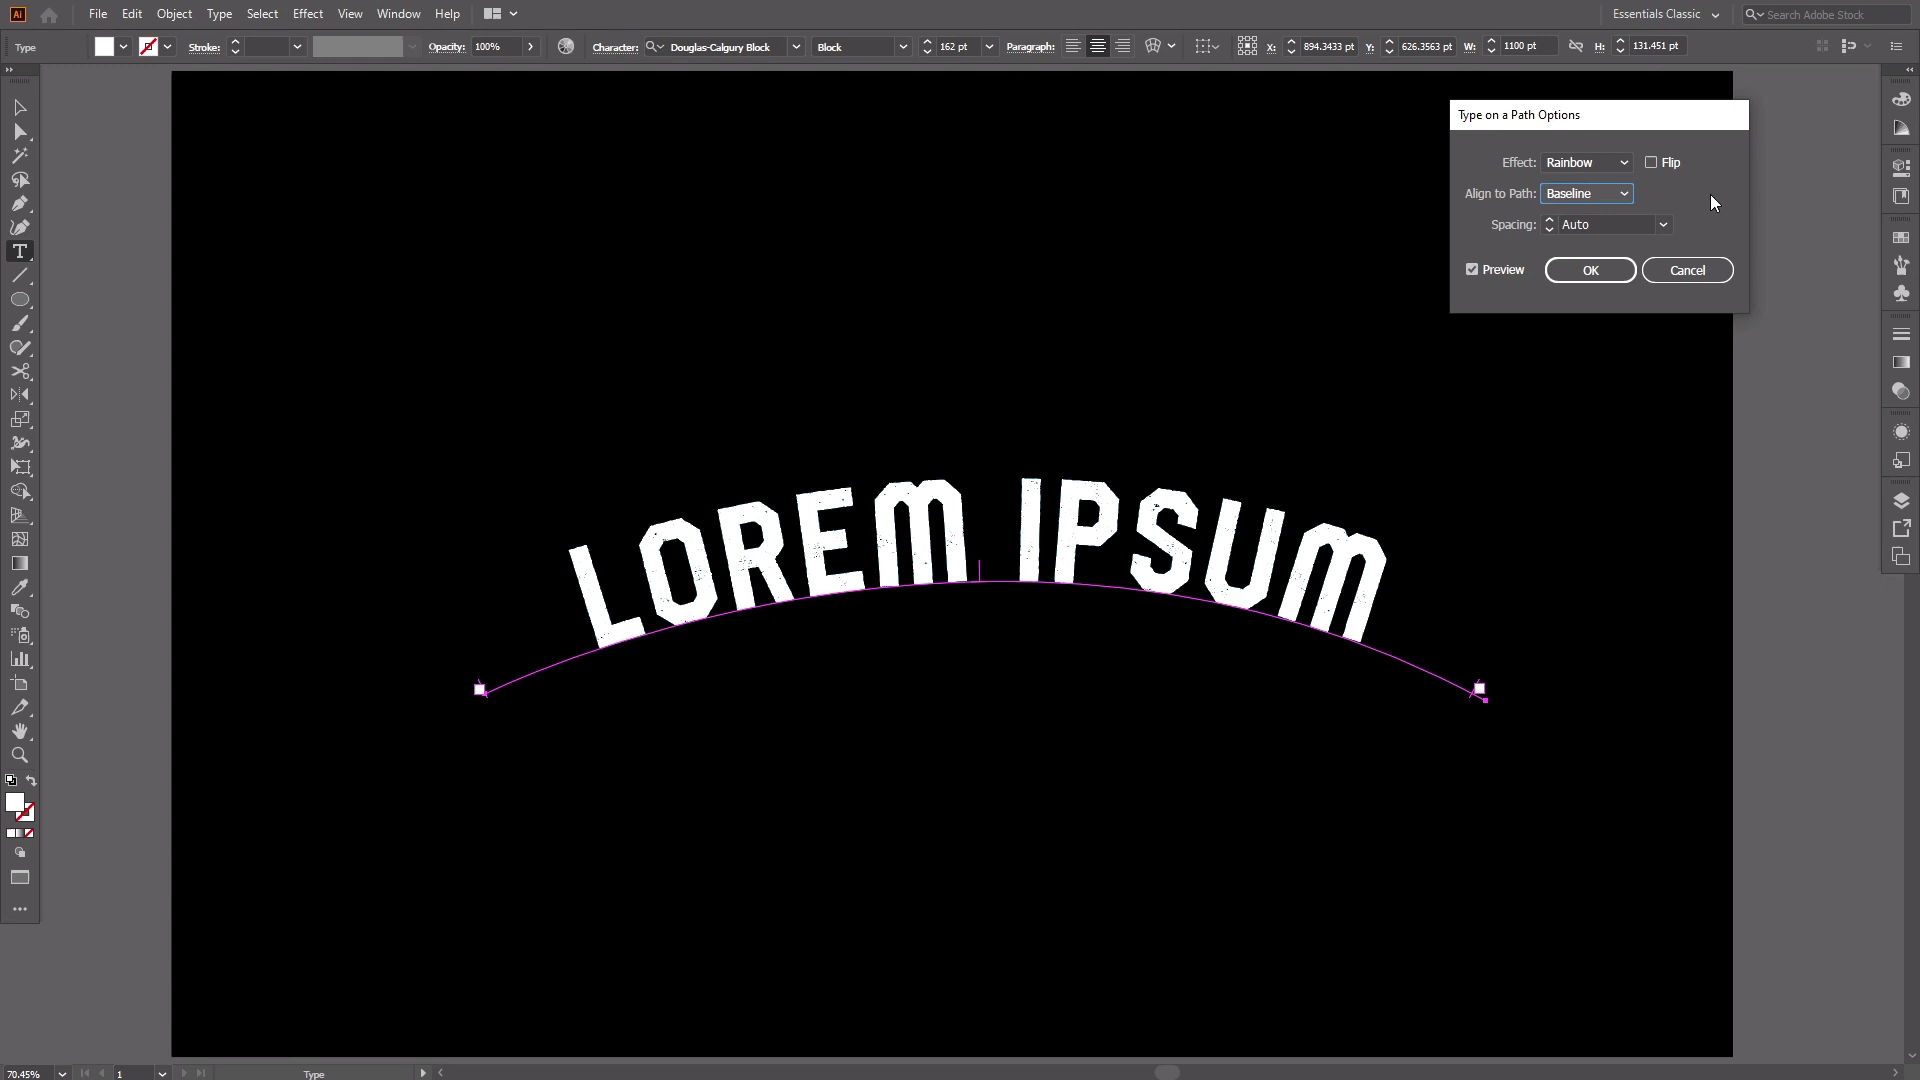 Ai File Edit Object Type Select Effect View Window Help Essentials Classic Search Adobe Stock
Type Stroke: Opacity: 100% Character: Douglas-Calgury Block Block 162 pt Paragraph: X: 894.3433 pt Y: 626.3563 pt W: 1100 pt H: 131.451 pt
Type on a Path Options
Effect: Rainbow Flip
Align to Path: Baseline
Spacing: Auto
Preview OK Cancel
LOREM IPSUM
70.45% 1 Type